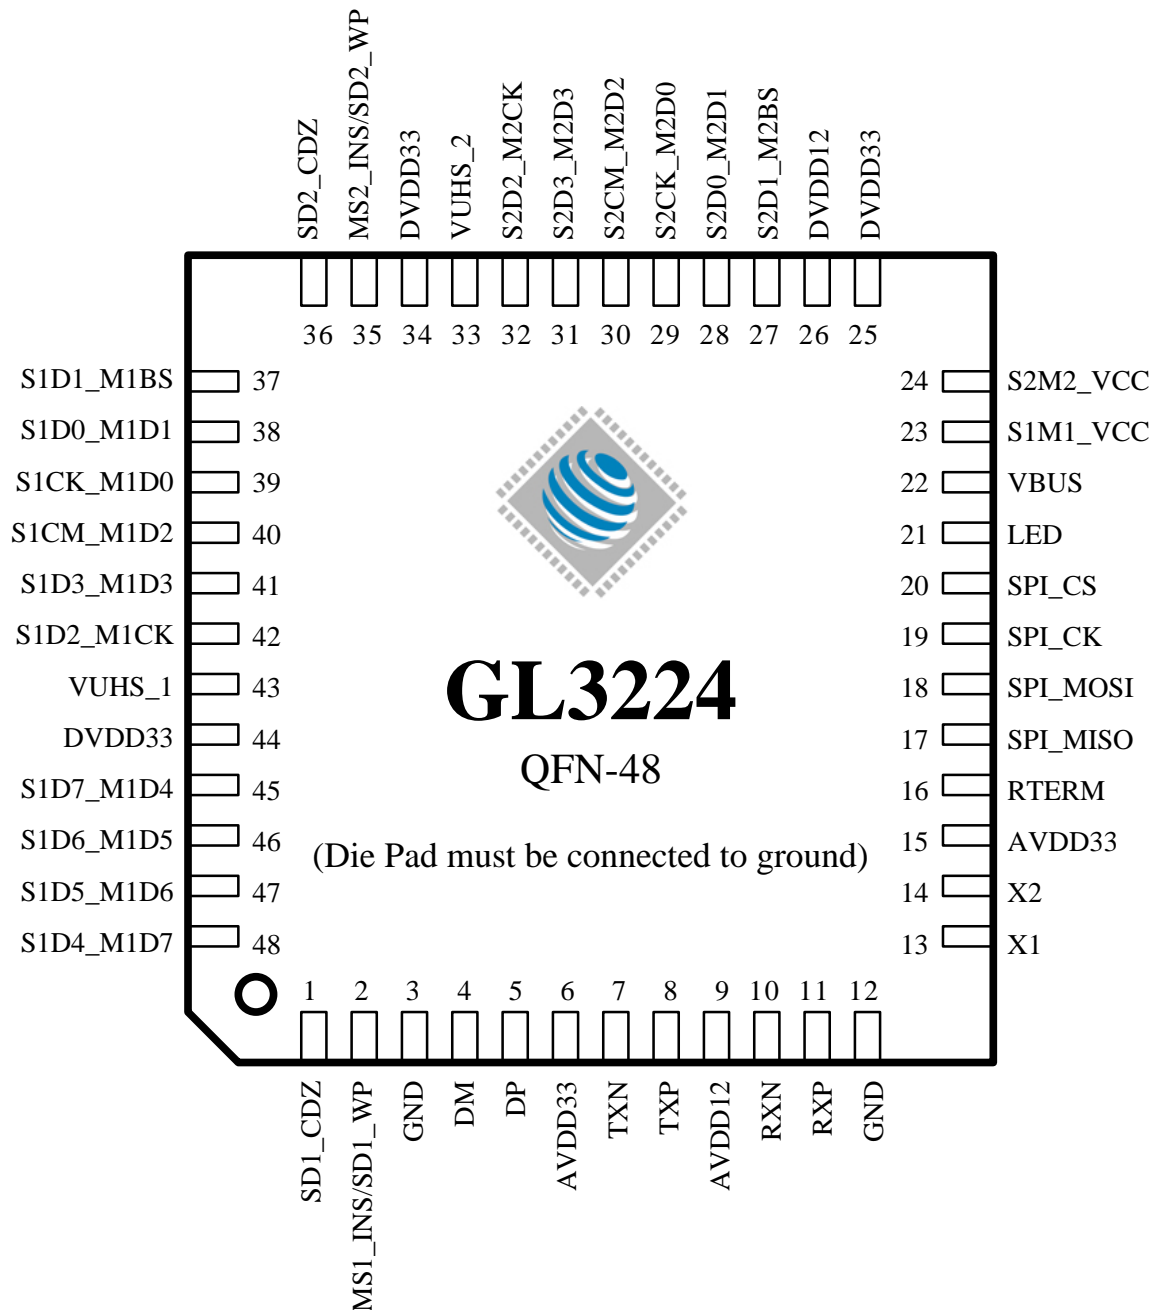 SD2_CDZ
MS2_INS/SD2_WP
DVDD33
VUHS_2
S2D2_M2CK
S2D3_M2D3
S2CM_M2D2
S2CK_M2D0
S2D0_M2D1
S2D1_M2BS
DVDD12
DVDD33
36 35 34 33 32 31 30 29 28 27 26 25
S1D1_M1BS 37
S1D0_M1D1 38
S1CK_M1D0 39
S1CM_M1D2 40
S1D3_M1D3 41
S1D2_M1CK 42
VUHS_1 43
DVDD33 44
S1D7_M1D4 45
S1D6_M1D5 46
S1D5_M1D6 47
S1D4_M1D7 48
GL3224
QFN-48
(Die Pad must be connected to ground)
24 S2M2_VCC
23 S1M1_VCC
22 VBUS
21 LED
20 SPI_CS
19 SPI_CK
18 SPI_MOSI
17 SPI_MISO
16 RTERM
15 AVDD33
14 X2
13 X1
1 2 3 4 5 6 7 8 9 10 11 12
SD1_CDZ
MS1_INS/SD1_WP
GND
DM
DP
AVDD33
TXN
TXP
AVDD12
RXN
RXP
GND